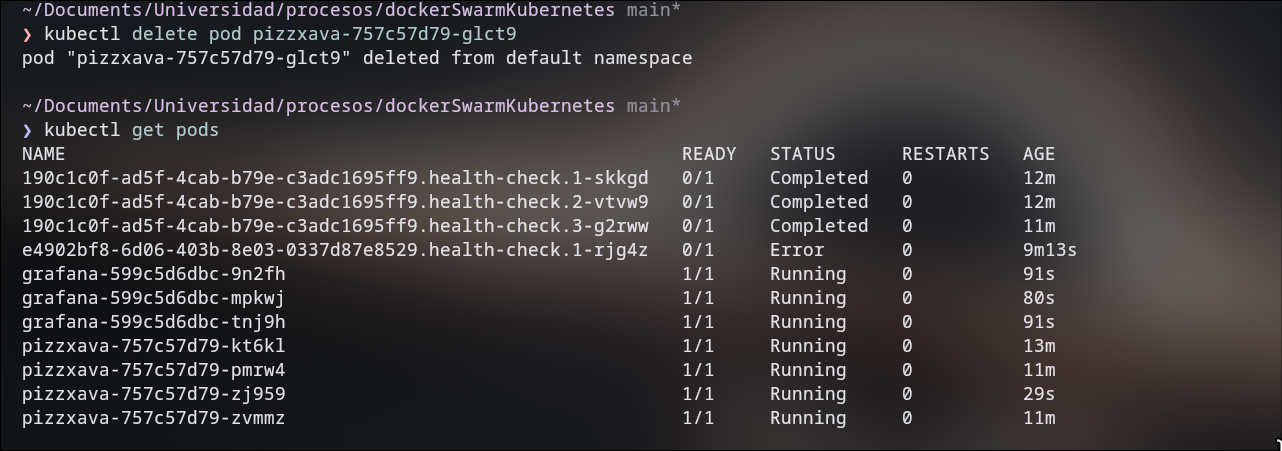 ~/Documents/Universidad/procesos/dockerSwarmKubernetes main*
❯ kubectl delete pod pizzxava-757c57d79-glct9
pod "pizzxava-757c57d79-glct9" deleted from default namespace
~/Documents/Universidad/procesos/dockerSwarmKubernetes main*
❯ kubectl get pods
NAME READY STATUS RESTARTS AGE
190c1c0f-ad5f-4cab-b79e-c3adc1695ff9.health-check.1-skkgd 0/1 Completed 0 12m
190c1c0f-ad5f-4cab-b79e-c3adc1695ff9.health-check.2-vtvw9 0/1 Completed 0 12m
190c1c0f-ad5f-4cab-b79e-c3adc1695ff9.health-check.3-g2rww 0/1 Completed 0 11m
e4902bf8-6d06-403b-8e03-0337d87e8529.health-check.1-rjg4z 0/1 Error 0 9m13s
grafana-599c5d6dbc-9n2fh 1/1 Running 0 91s
grafana-599c5d6dbc-mpkwj 1/1 Running 0 80s
grafana-599c5d6dbc-tnj9h 1/1 Running 0 91s
pizzxava-757c57d79-kt6kl 1/1 Running 0 13m
pizzxava-757c57d79-pmrw4 1/1 Running 0 11m
pizzxava-757c57d79-zj959 1/1 Running 0 29s
pizzxava-757c57d79-zvmmz 1/1 Running 0 11m